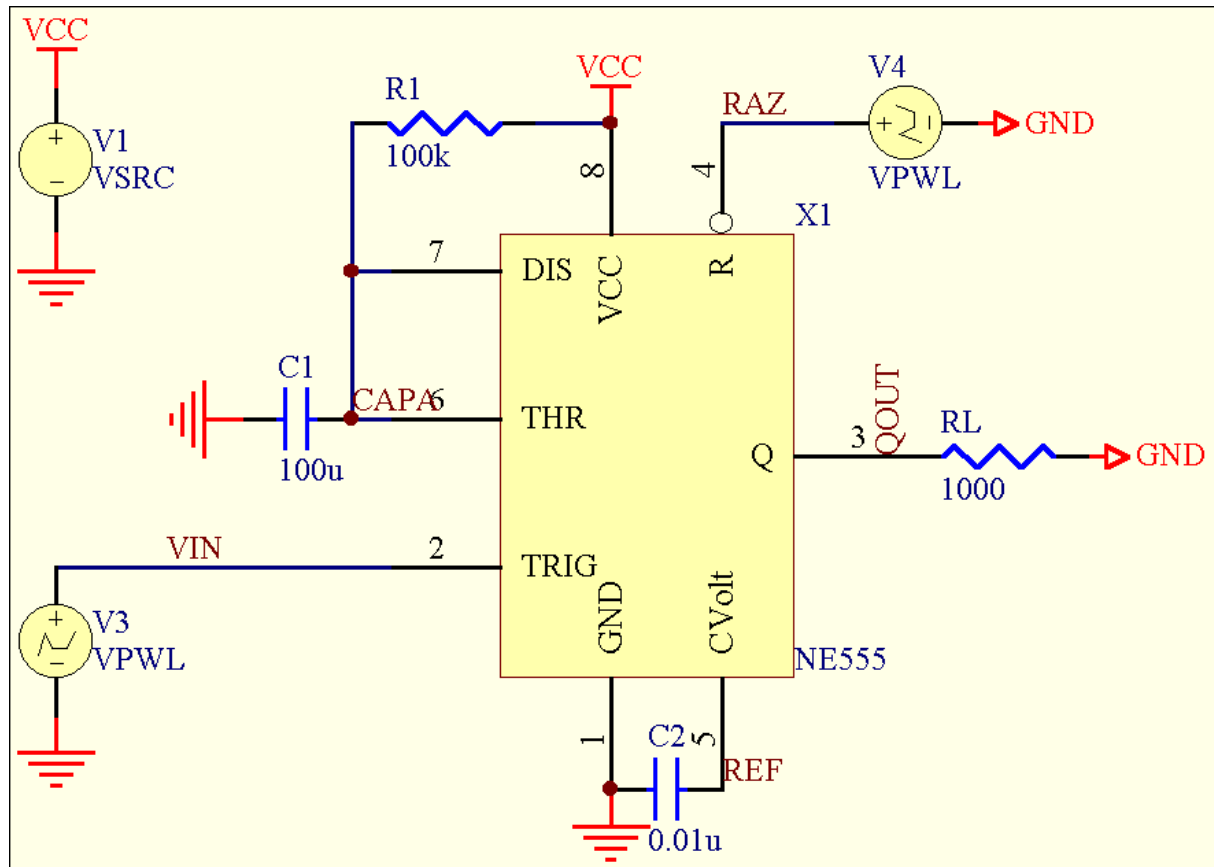 VCC
V1
VSRC
+
−
R1
100k
VCC
8
RAZ
4
V4
+
−
VPWL
GND
X1
7
DIS
VCC
R
C1
100u
CAPA
6
THR
Q
3
QOUT
RL
1000
GND
VIN
2
TRIG
V3
VPWL
+
−
GND
CVolt
NE555
1
C2
0.01u
5
REF